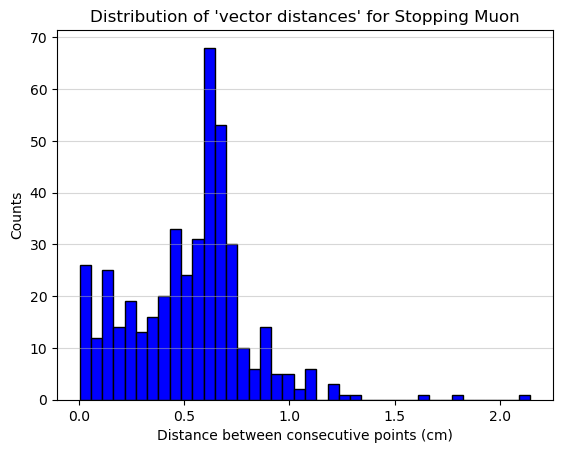 Distribution of 'vector distances' for Stopping Muon
70
60
50
40
30
20
10
0
Counts
0.0 0.5 1.0 1.5 2.0
Distance between consecutive points (cm)